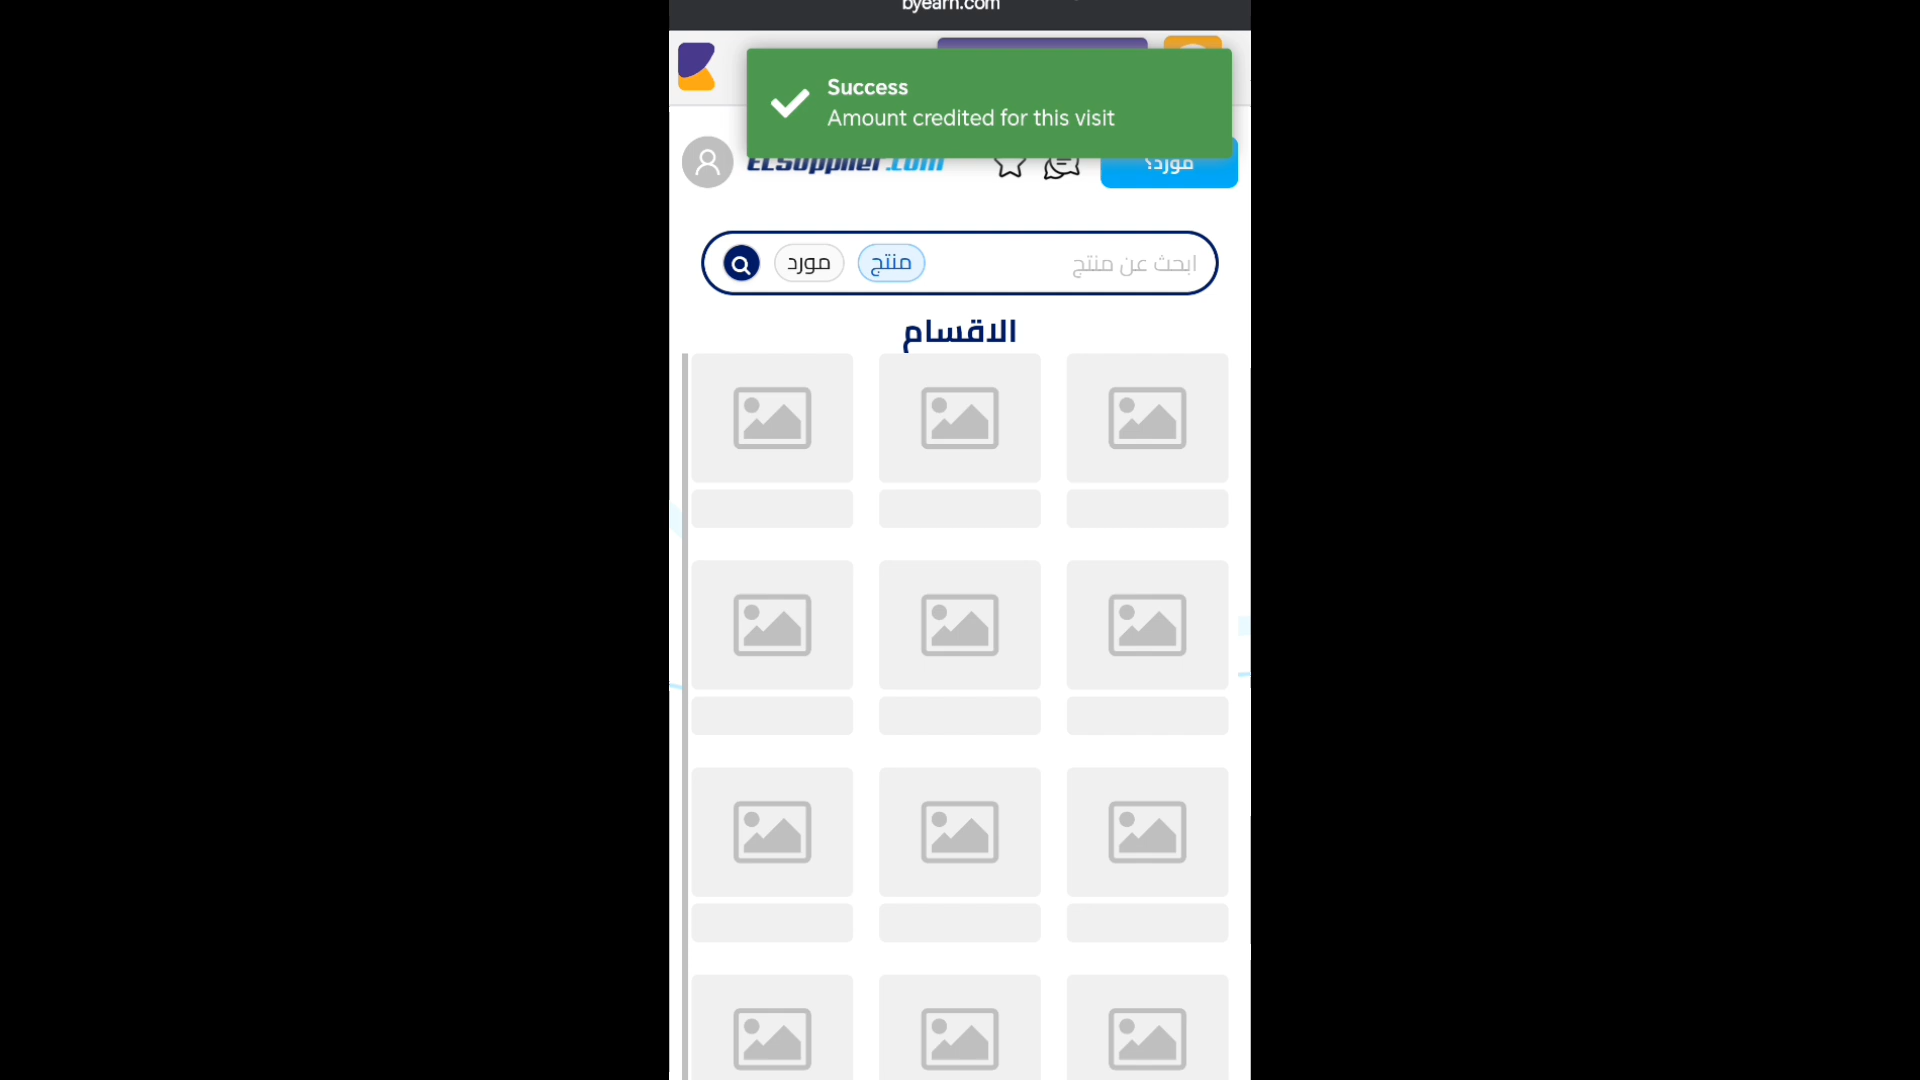 byearn.com
Success
Amount credited for this visit
ELSupplier.com
مورد؟
ابحث عن منتج
منتج
مورد
الاقسام